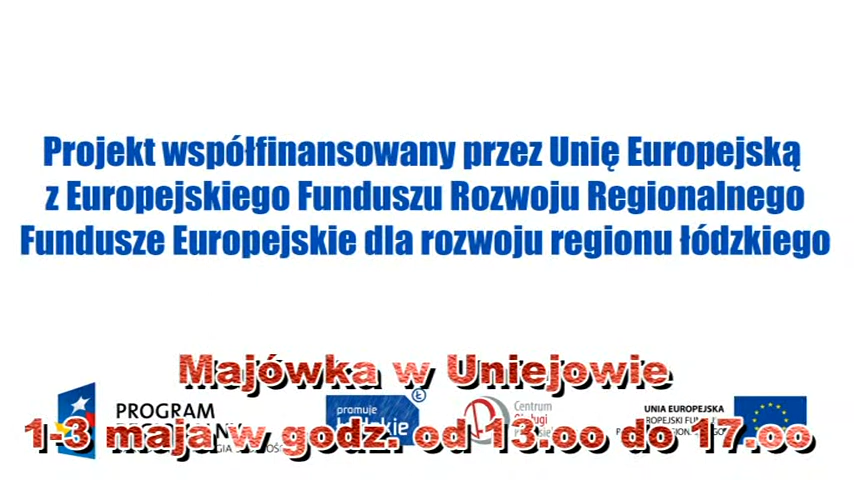 Projekt współfinansowany przez Unię Europejską
z Europejskiego Funduszu Rozwoju Regionalnego
Fundusze Europejskie dla rozwoju regionu łódzkiego
Majówka w Uniejowie
PROGRAM
promuje
Centrum
UNIA EUROPEJSKA
1-3 maja w godz. od 13.oo do 17.oo